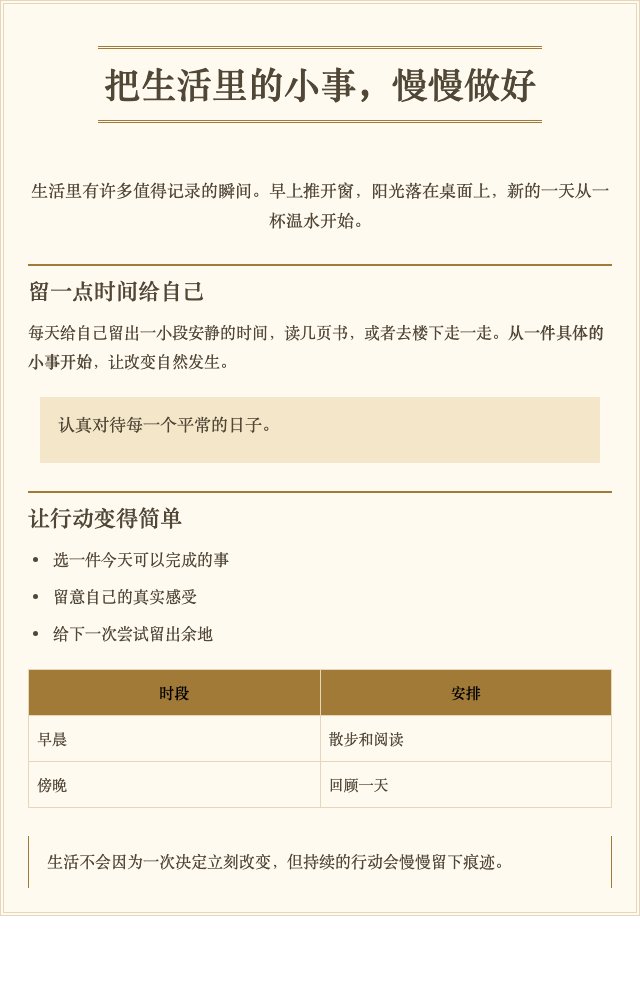 把生活里的小事，慢慢做好
生活里有许多值得记录的瞬间。早上推开窗，阳光落在桌面上，新的一天从一
杯温水开始。
留一点时间给自己
每天给自己留出一小段安静的时间，读几页书，或者去楼下走一走。从一件具体的
小事开始，让改变自然发生。
认真对待每一个平常的日子。
让行动变得简单
• 选一件今天可以完成的事
• 留意自己的真实感受
• 给下一次尝试留出余地
时段 安排
早晨 散步和阅读
傍晚 回顾一天
生活不会因为一次决定立刻改变，但持续的行动会慢慢留下痕迹。